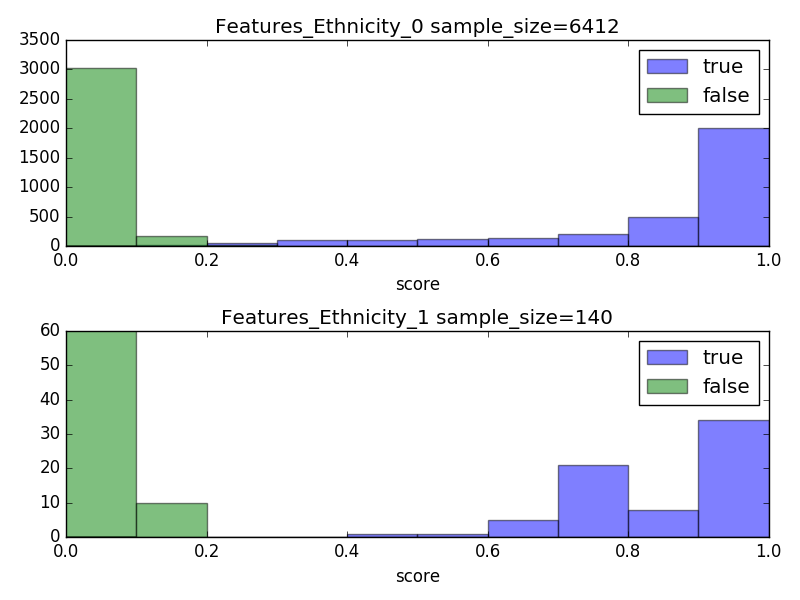 Features_Ethnicity_0 sample_size=6412
3500
3000
2500
2000
1500
1000
500
0
true
false
0.0 0.2 0.4 0.6 0.8 1.0
score
Features_Ethnicity_1 sample_size=140
60
50
40
30
20
10
0
true
false
0.0 0.2 0.4 0.6 0.8 1.0
score